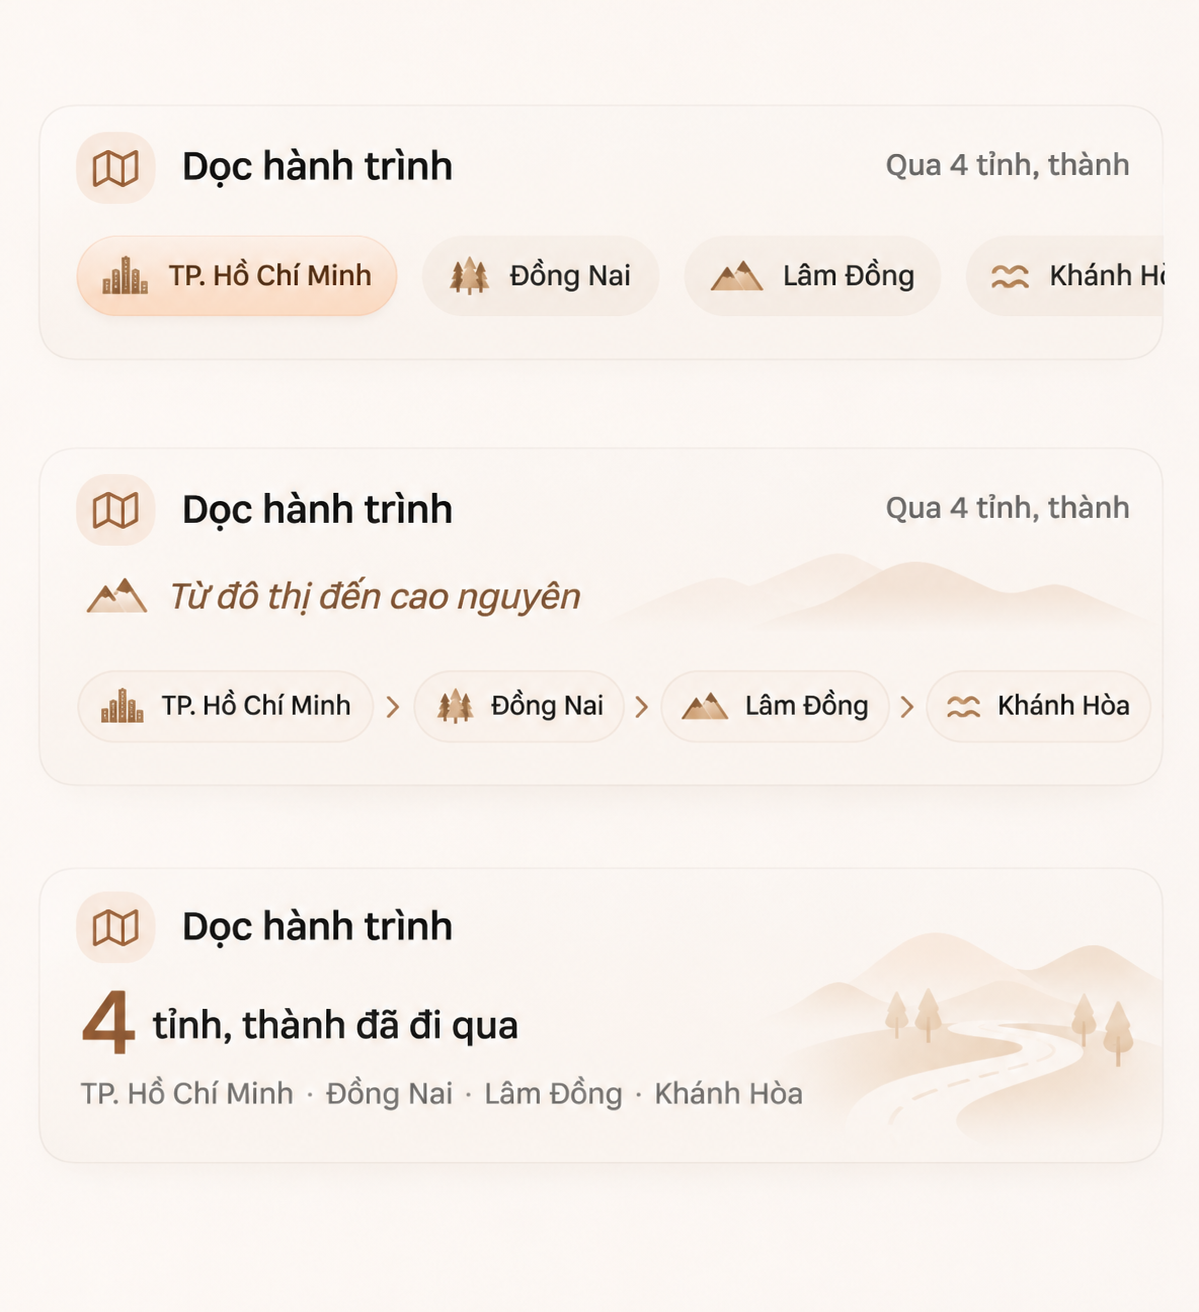 Dọc hành trình
Qua 4 tỉnh, thành
TP. Hồ Chí Minh
Đồng Nai
Lâm Đồng
Khánh Hò
Dọc hành trình
Qua 4 tỉnh, thành
Từ đô thị đến cao nguyên
TP. Hồ Chí Minh
Đồng Nai
Lâm Đồng
Khánh Hòa
Dọc hành trình
4 tỉnh, thành đã đi qua
TP. Hồ Chí Minh · Đồng Nai · Lâm Đồng · Khánh Hòa